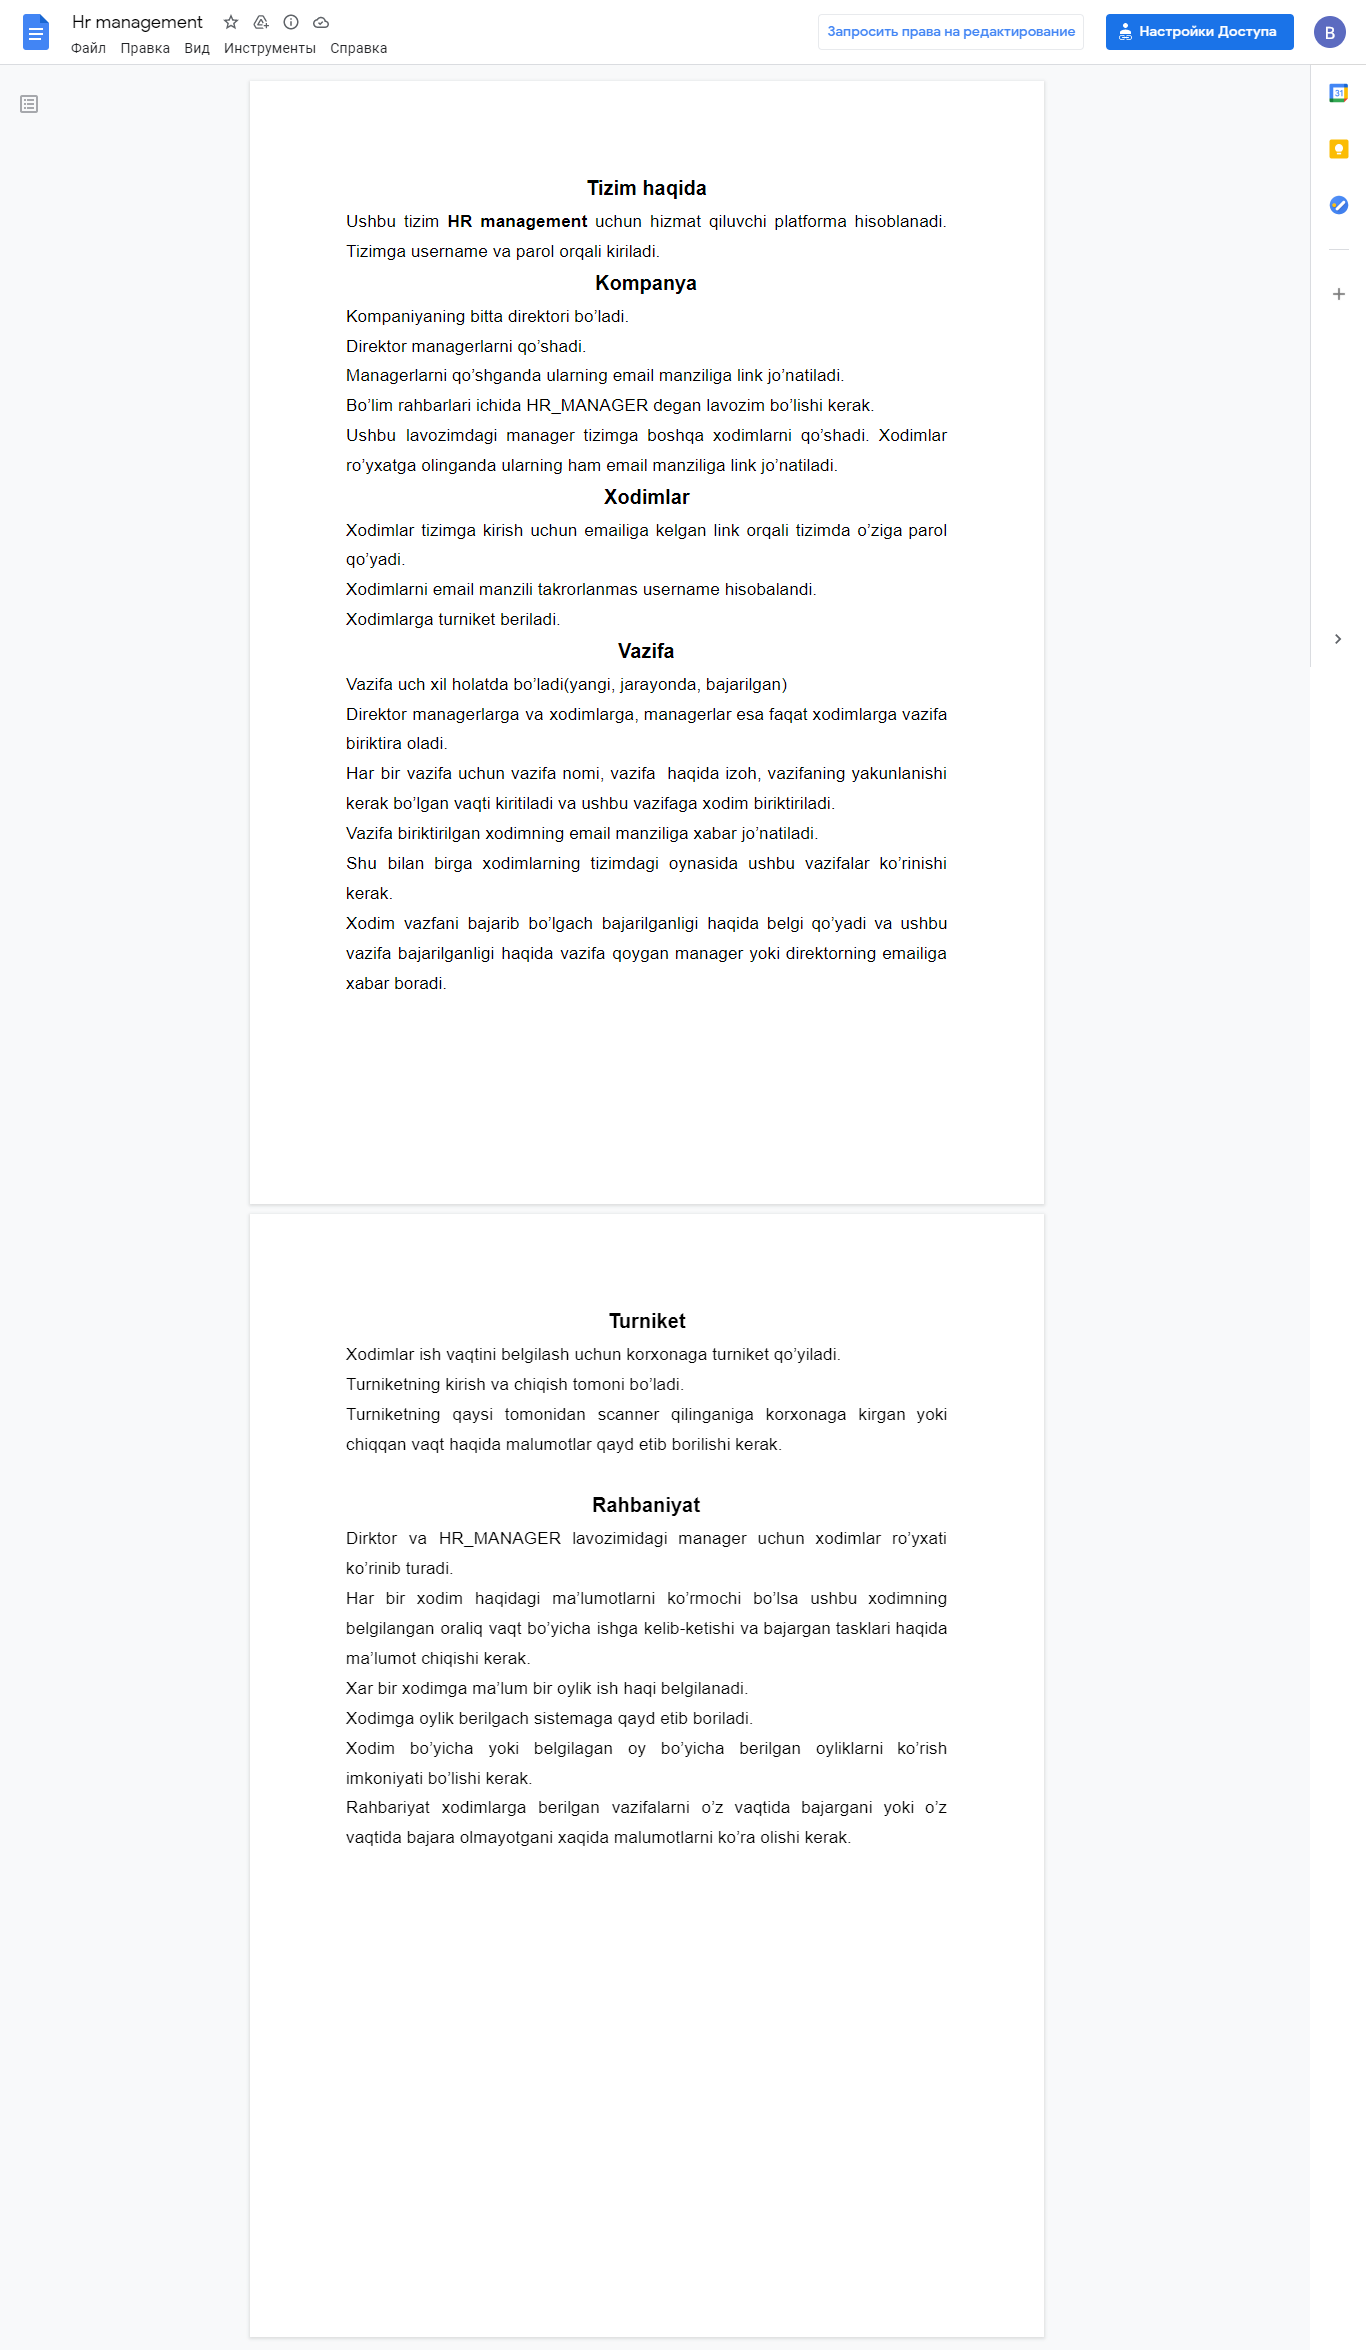 Hr management
Файл Правка Вид Инструменты Справка
Запросить права на редактирование
Настройки Доступа
B
31
Tizim haqida
Ushbu tizim HR management uchun hizmat qiluvchi platforma hisoblanadi.
Tizimga username va parol orqali kiriladi.
Kompanya
Kompaniyaning bitta direktori bo’ladi.
Direktor managerlarni qo’shadi.
Managerlarni qo’shganda ularning email manziliga link jo’natiladi.
Bo’lim rahbarlari ichida HR_MANAGER degan lavozim bo’lishi kerak.
Ushbu lavozimdagi manager tizimga boshqa xodimlarni qo’shadi. Xodimlar
ro’yxatga olinganda ularning ham email manziliga link jo’natiladi.
Xodimlar
Xodimlar tizimga kirish uchun emailiga kelgan link orqali tizimda o’ziga parol
qo’yadi.
Xodimlarni email manzili takrorlanmas username hisobalandi.
Xodimlarga turniket beriladi.
Vazifa
Vazifa uch xil holatda bo’ladi(yangi, jarayonda, bajarilgan)
Direktor managerlarga va xodimlarga, managerlar esa faqat xodimlarga vazifa
biriktira oladi.
Har bir vazifa uchun vazifa nomi, vazifa  haqida izoh, vazifaning yakunlanishi
kerak bo’lgan vaqti kiritiladi va ushbu vazifaga xodim biriktiriladi.
Vazifa biriktirilgan xodimning email manziliga xabar jo’natiladi.
Shu bilan birga xodimlarning tizimdagi oynasida ushbu vazifalar ko’rinishi
kerak.
Xodim vazfani bajarib bo’lgach bajarilganligi haqida belgi qo’yadi va ushbu
vazifa bajarilganligi haqida vazifa qoygan manager yoki direktorning emailiga
xabar boradi.
Turniket
Xodimlar ish vaqtini belgilash uchun korxonaga turniket qo’yiladi.
Turniketning kirish va chiqish tomoni bo’ladi.
Turniketning qaysi tomonidan scanner qilinganiga korxonaga kirgan yoki
chiqqan vaqt haqida malumotlar qayd etib borilishi kerak.
Rahbaniyat
Dirktor va HR_MANAGER lavozimidagi manager uchun xodimlar ro’yxati
ko’rinib turadi.
Har bir xodim haqidagi ma’lumotlarni ko’rmochi bo’lsa ushbu xodimning
belgilangan oraliq vaqt bo’yicha ishga kelib-ketishi va bajargan tasklari haqida
ma’lumot chiqishi kerak.
Xar bir xodimga ma’lum bir oylik ish haqi belgilanadi.
Xodimga oylik berilgach sistemaga qayd etib boriladi.
Xodim bo’yicha yoki belgilagan oy bo’yicha berilgan oyliklarni ko’rish
imkoniyati bo’lishi kerak.
Rahbariyat xodimlarga berilgan vazifalarni o’z vaqtida bajargani yoki o’z
vaqtida bajara olmayotgani xaqida malumotlarni ko’ra olishi kerak.